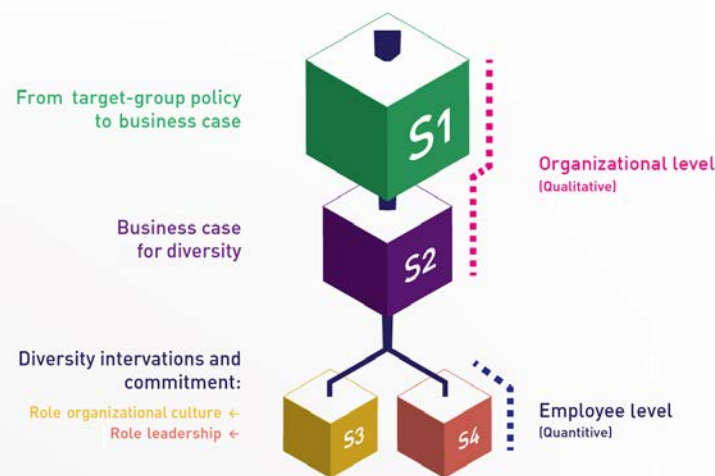 From target-group policy
to business case
S1
Organizational level
(Qualitative)
Business case
for diversity
S2
Diversity intervations and
commitment:
Role organizational culture ←
Role leadership ←
S3
S4
Employee level
(Quantitive)